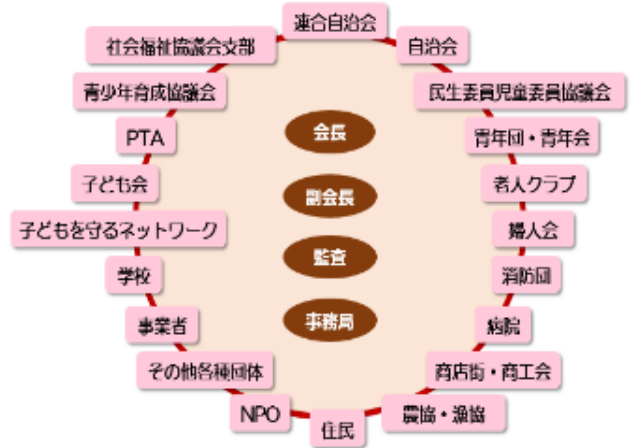 連合自治会
社会福祉協議会支部
自治会
青少年育成協議会
民生委員児童委員協議会
会長
PTA
青年団・青年会
子ども会
副会長
老人クラブ
子どもを守るネットワーク
婦人会
監査
学校
消防団
事業者
事務局
病院
その他各種団体
商店街・商工会
NPO
住民
農協・漁協